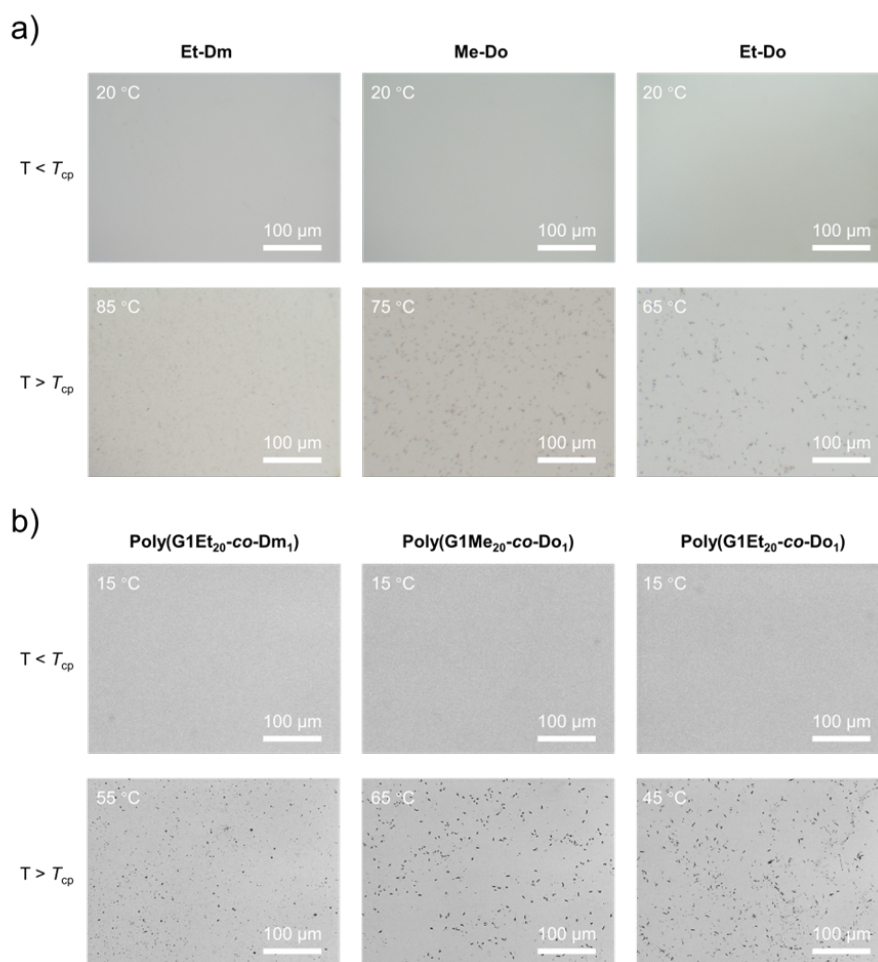 a)
Et-Dm Me-Do Et-Do
T < Tcp
20 °C 20 °C 20 °C
100 µm 100 µm 100 µm
T > Tcp
85 °C 75 °C 65 °C
100 µm 100 µm 100 µm
b)
Poly(G1Et20-co-Dm1) Poly(G1Me20-co-Do1) Poly(G1Et20-co-Do1)
T < Tcp
15 °C 15 °C 15 °C
100 µm 100 µm 100 µm
T > Tcp
55 °C 65 °C 45 °C
100 µm 100 µm 100 µm